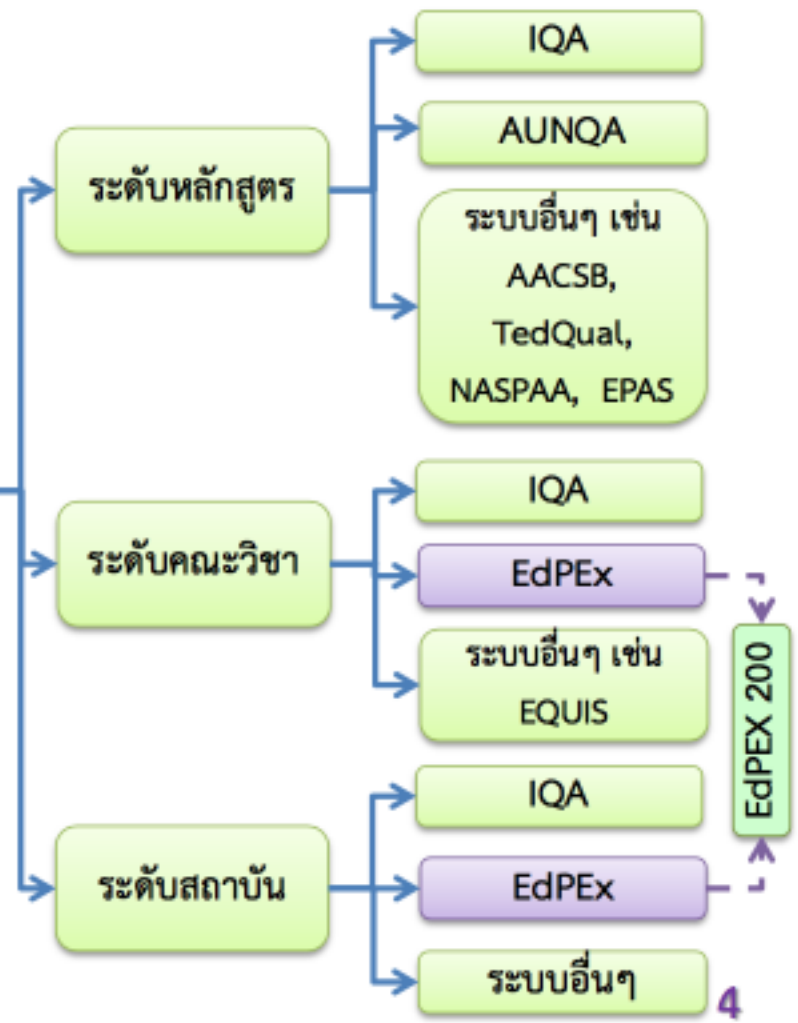 ระดับหลักสูตร
IQA
AUNQA
ระบบอื่นๆ เช่น
AACSB,
TedQual,
NASPAA, EPAS
ระดับคณะวิชา
IQA
EdPEx
ระบบอื่นๆ เช่น
EQUIS
ระดับสถาบัน
IQA
EdPEx
ระบบอื่นๆ
EdPEX 200
4